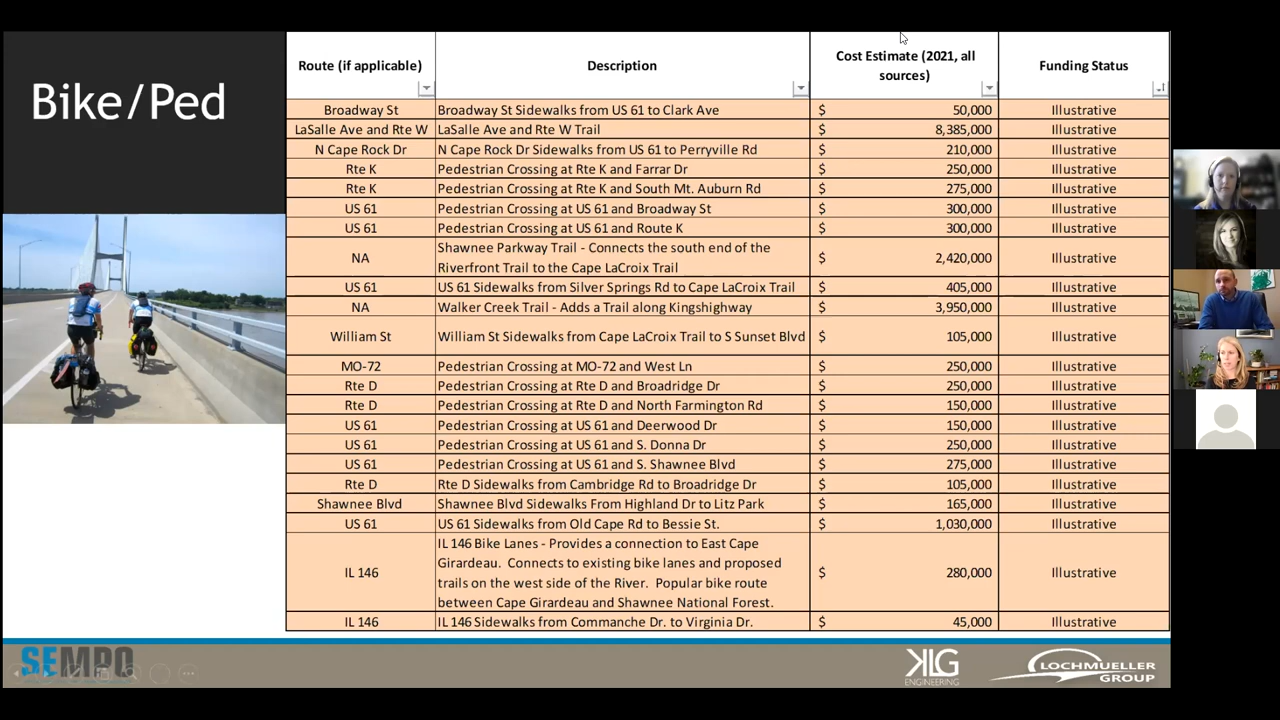 Bike/Ped
Route (if applicable) Description Cost Estimate (2021, all sources) Funding Status
Broadway St Broadway St Sidewalks from US 61 to Clark Ave $ 50,000 Illustrative
LaSalle Ave and Rte W LaSalle Ave and Rte W Trail $ 8,385,000 Illustrative
N Cape Rock Dr N Cape Rock Dr Sidewalks from US 61 to Perryville Rd $ 210,000 Illustrative
Rte K Pedestrian Crossing at Rte K and Farrar Dr $ 250,000 Illustrative
Rte K Pedestrian Crossing at Rte K and South Mt. Auburn Rd $ 275,000 Illustrative
US 61 Pedestrian Crossing at US 61 and Broadway St $ 300,000 Illustrative
US 61 Pedestrian Crossing at US 61 and Route K $ 300,000 Illustrative
NA Shawnee Parkway Trail - Connects the south end of the
Riverfront Trail to the Cape LaCroix Trail $ 2,420,000 Illustrative
US 61 US 61 Sidewalks from Silver Springs Rd to Cape LaCroix Trail $ 405,000 Illustrative
NA Walker Creek Trail - Adds a Trail along Kingshighway $ 3,950,000 Illustrative
William St William St Sidewalks from Cape LaCroix Trail to S Sunset Blvd $ 105,000 Illustrative
MO-72 Pedestrian Crossing at MO-72 and West Ln $ 250,000 Illustrative
Rte D Pedestrian Crossing at Rte D and Broadridge Dr $ 250,000 Illustrative
Rte D Pedestrian Crossing at Rte D and North Farmington Rd $ 150,000 Illustrative
US 61 Pedestrian Crossing at US 61 and Deerwood Dr $ 150,000 Illustrative
US 61 Pedestrian Crossing at US 61 and S. Donna Dr $ 250,000 Illustrative
US 61 Pedestrian Crossing at US 61 and S. Shawnee Blvd $ 275,000 Illustrative
Rte D Rte D Sidewalks from Cambridge Rd to Broadridge Dr $ 105,000 Illustrative
Shawnee Blvd Shawnee Blvd Sidewalks From Highland Dr to Litz Park $ 165,000 Illustrative
US 61 US 61 Sidewalks from Old Cape Rd to Bessie St. $ 1,030,000 Illustrative
IL 146 IL 146 Bike Lanes - Provides a connection to East Cape
Girardeau. Connects to existing bike lanes and proposed
trails on the west side of the River. Popular bike route
between Cape Girardeau and Shawnee National Forest. $ 280,000 Illustrative
IL 146 IL 146 Sidewalks from Commanche Dr. to Virginia Dr. $ 45,000 Illustrative
SEMPO
KLG
ENGINEERING
LOCHMUELLER
GROUP